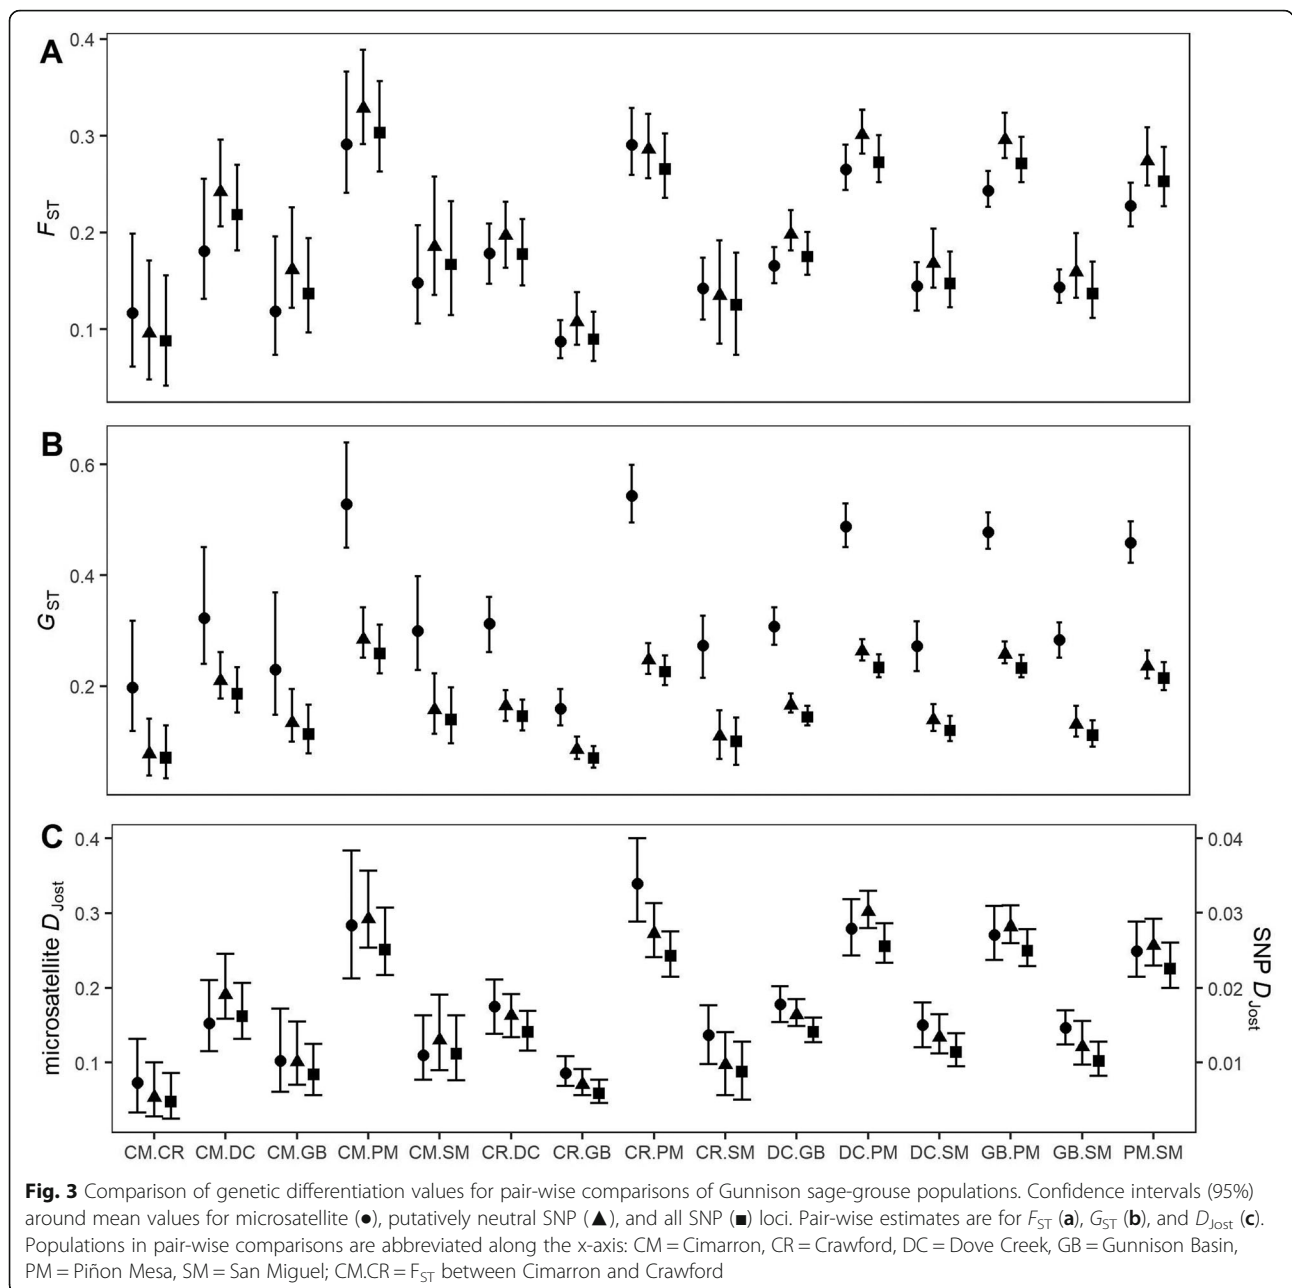 A
0.4
0.3
0.2
0.1
FST
B
0.6
0.4
0.2
GST
C
0.4
0.3
0.2
0.1
microsatellite DJost
0.04
0.03
0.02
0.01
SNP DJost
CM.CR CM.DC CM.GB CM.PM CM.SM CR.DC CR.GB CR.PM CR.SM DC.GB DC.PM DC.SM GB.PM GB.SM PM.SM
Fig. 3 Comparison of genetic differentiation values for pair-wise comparisons of Gunnison sage-grouse populations. Confidence intervals (95%)
around mean values for microsatellite (●), putatively neutral SNP (▲), and all SNP (■) loci. Pair-wise estimates are for FST (a), GST (b), and DJost (c).
Populations in pair-wise comparisons are abbreviated along the x-axis: CM = Cimarron, CR = Crawford, DC = Dove Creek, GB = Gunnison Basin,
PM = Piñon Mesa, SM = San Miguel; CM.CR = FST between Cimarron and Crawford